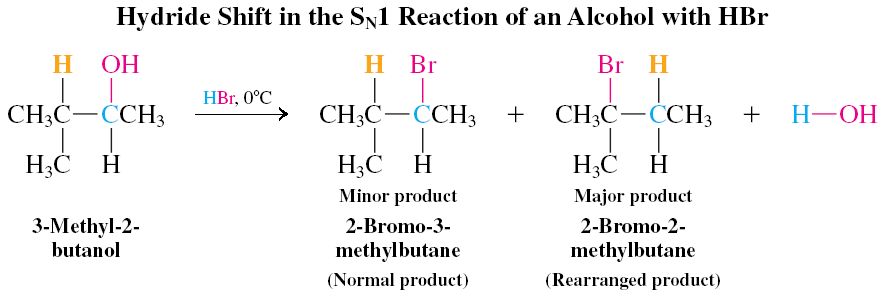 Hydride Shift in the SN1 Reaction of an Alcohol with HBr
H OH H Br Br H
CH3C—CCH3 HBr, 0°C CH3C—CCH3 + CH3C—CCH3 + H—OH
H3C H H3C H H3C H
Minor product Major product
3-Methyl-2- 2-Bromo-3- 2-Bromo-2-
butanol methylbutane methylbutane
(Normal product) (Rearranged product)